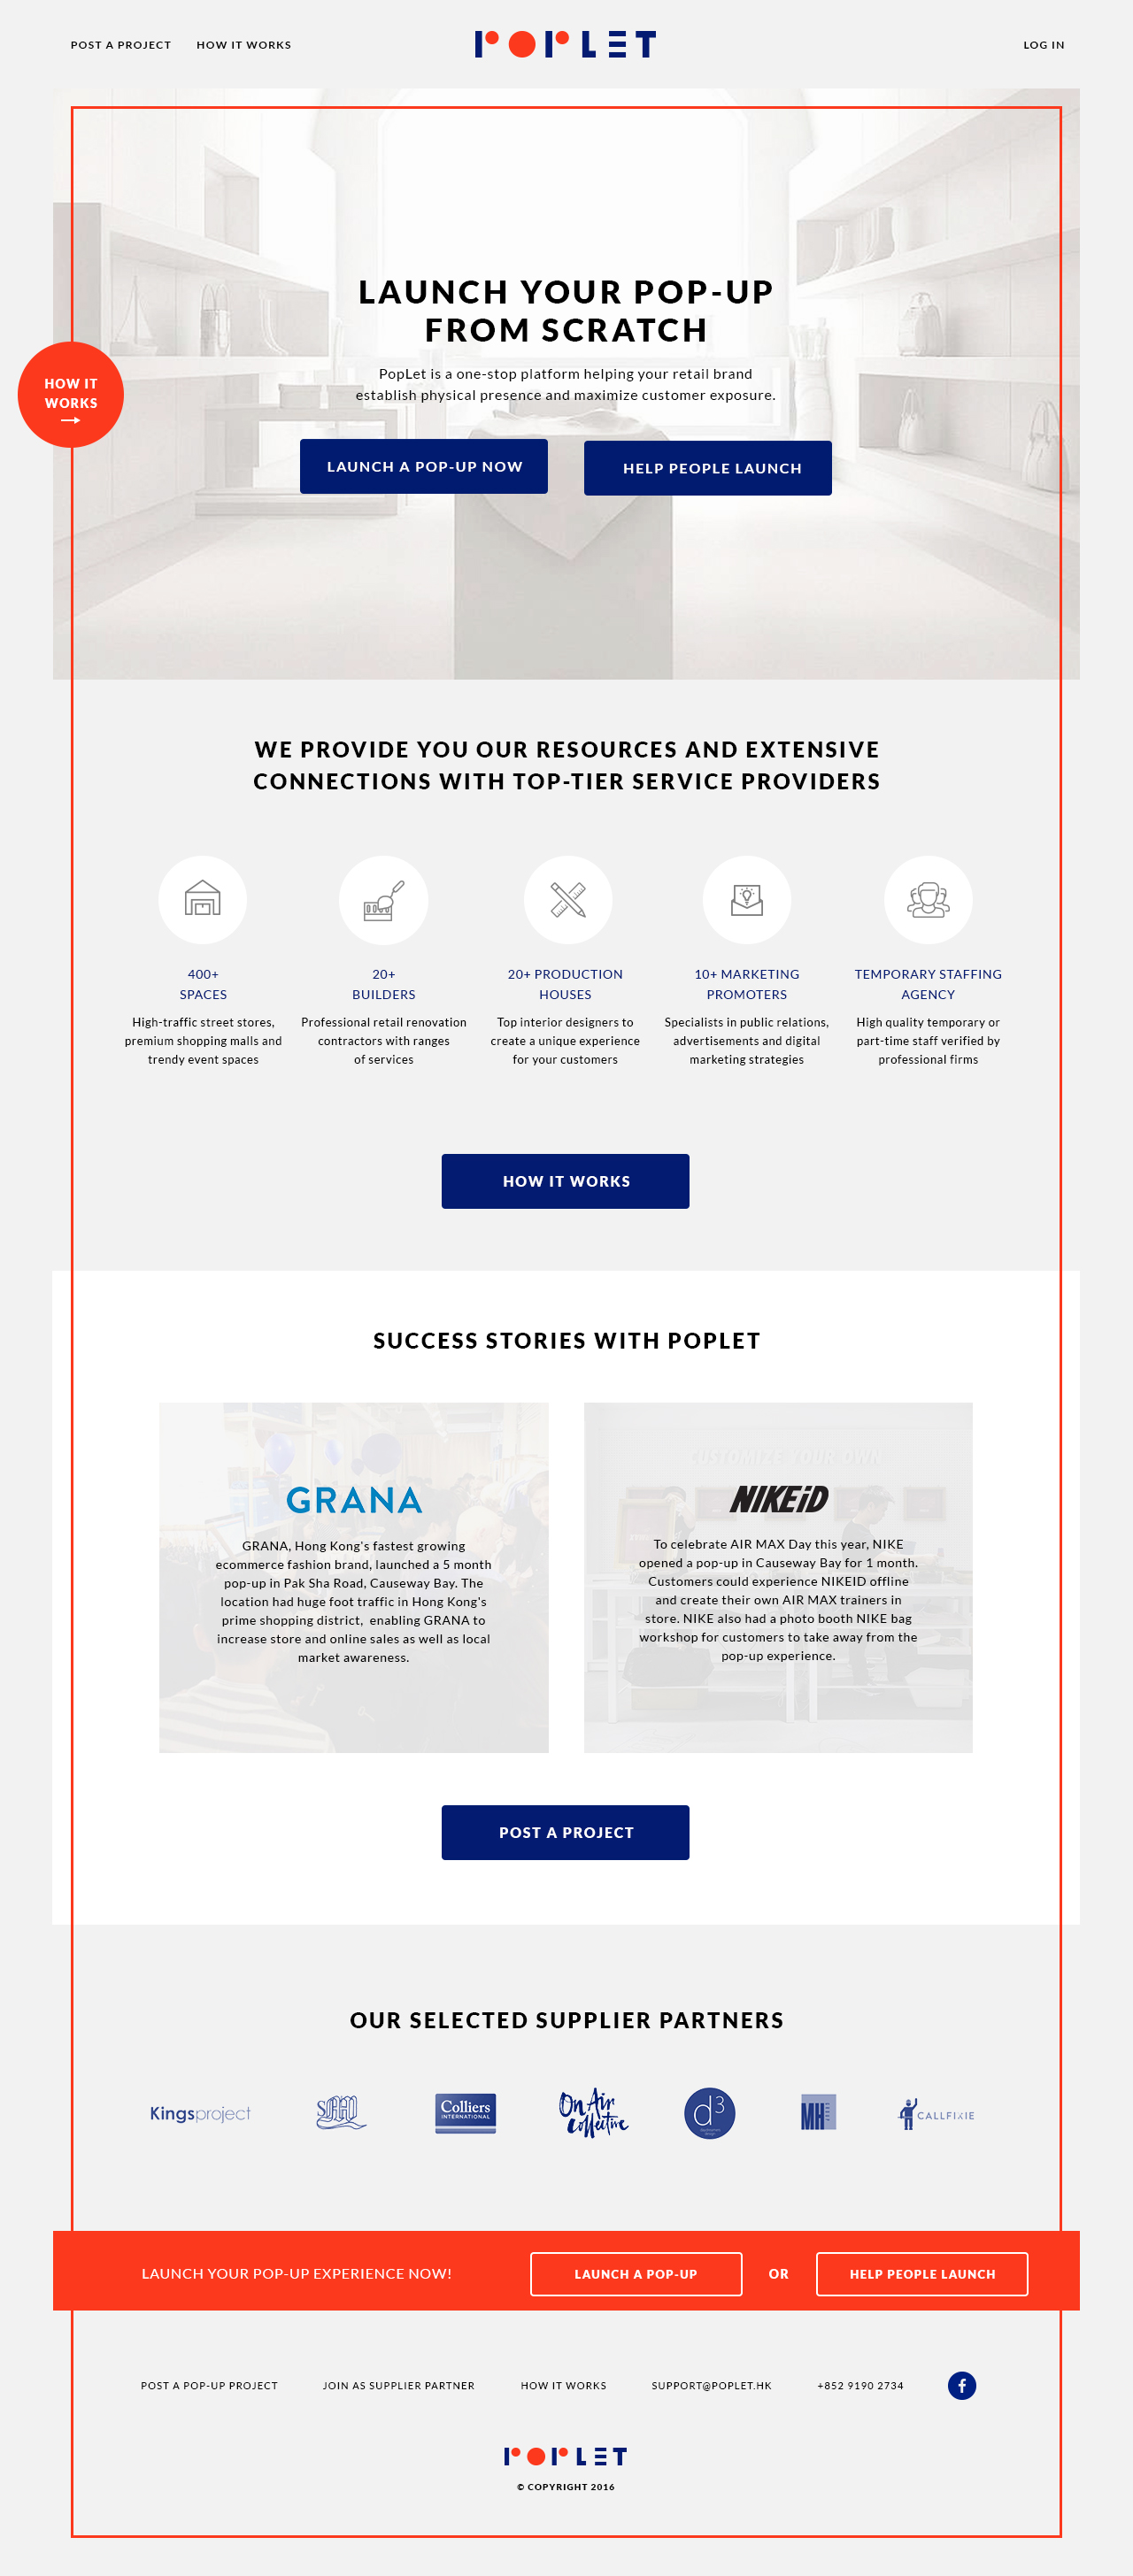 POST A PROJECT HOW IT WORKS POPLET LOG IN
LAUNCH YOUR POP-UP
FROM SCRATCH
PopLet is a one-stop platform helping your retail brand
establish physical presence and maximize customer exposure.
HOW IT
WORKS
LAUNCH A POP-UP NOW HELP PEOPLE LAUNCH
WE PROVIDE YOU OUR RESOURCES AND EXTENSIVE
CONNECTIONS WITH TOP-TIER SERVICE PROVIDERS
400+
SPACES
High-traffic street stores,
premium shopping malls and
trendy event spaces
20+
BUILDERS
Professional retail renovation
contractors with ranges
of services
20+ PRODUCTION
HOUSES
Top interior designers to
create a unique experience
for your customers
10+ MARKETING
PROMOTERS
Specialists in public relations,
advertisements and digital
marketing strategies
TEMPORARY STAFFING
AGENCY
High quality temporary or
part-time staff verified by
professional firms
HOW IT WORKS
SUCCESS STORIES WITH POPLET
GRANA
GRANA, Hong Kong's fastest growing
ecommerce fashion brand, launched a 5 month
pop-up in Pak Sha Road, Causeway Bay. The
location had huge foot traffic in Hong Kong's
prime shopping district, enabling GRANA to
increase store and online sales as well as local
market awareness.
CUSTOMIZE YOUR OWN
NIKEiD
To celebrate AIR MAX Day this year, NIKE
opened a pop-up in Causeway Bay for 1 month.
Customers could experience NIKEID offline
and create their own AIR MAX trainers in
store. NIKE also had a photo booth NIKE bag
workshop for customers to take away from the
pop-up experience.
POST A PROJECT
OUR SELECTED SUPPLIER PARTNERS
Kingsproject
Colliers
INTERNATIONAL
On Air
Collective
d3
MH
CALLFIXIE
LAUNCH YOUR POP-UP EXPERIENCE NOW! LAUNCH A POP-UP OR HELP PEOPLE LAUNCH
POST A POP-UP PROJECT JOIN AS SUPPLIER PARTNER HOW IT WORKS SUPPORT@POPLET.HK +852 9190 2734 f
POPLET
© COPYRIGHT 2016